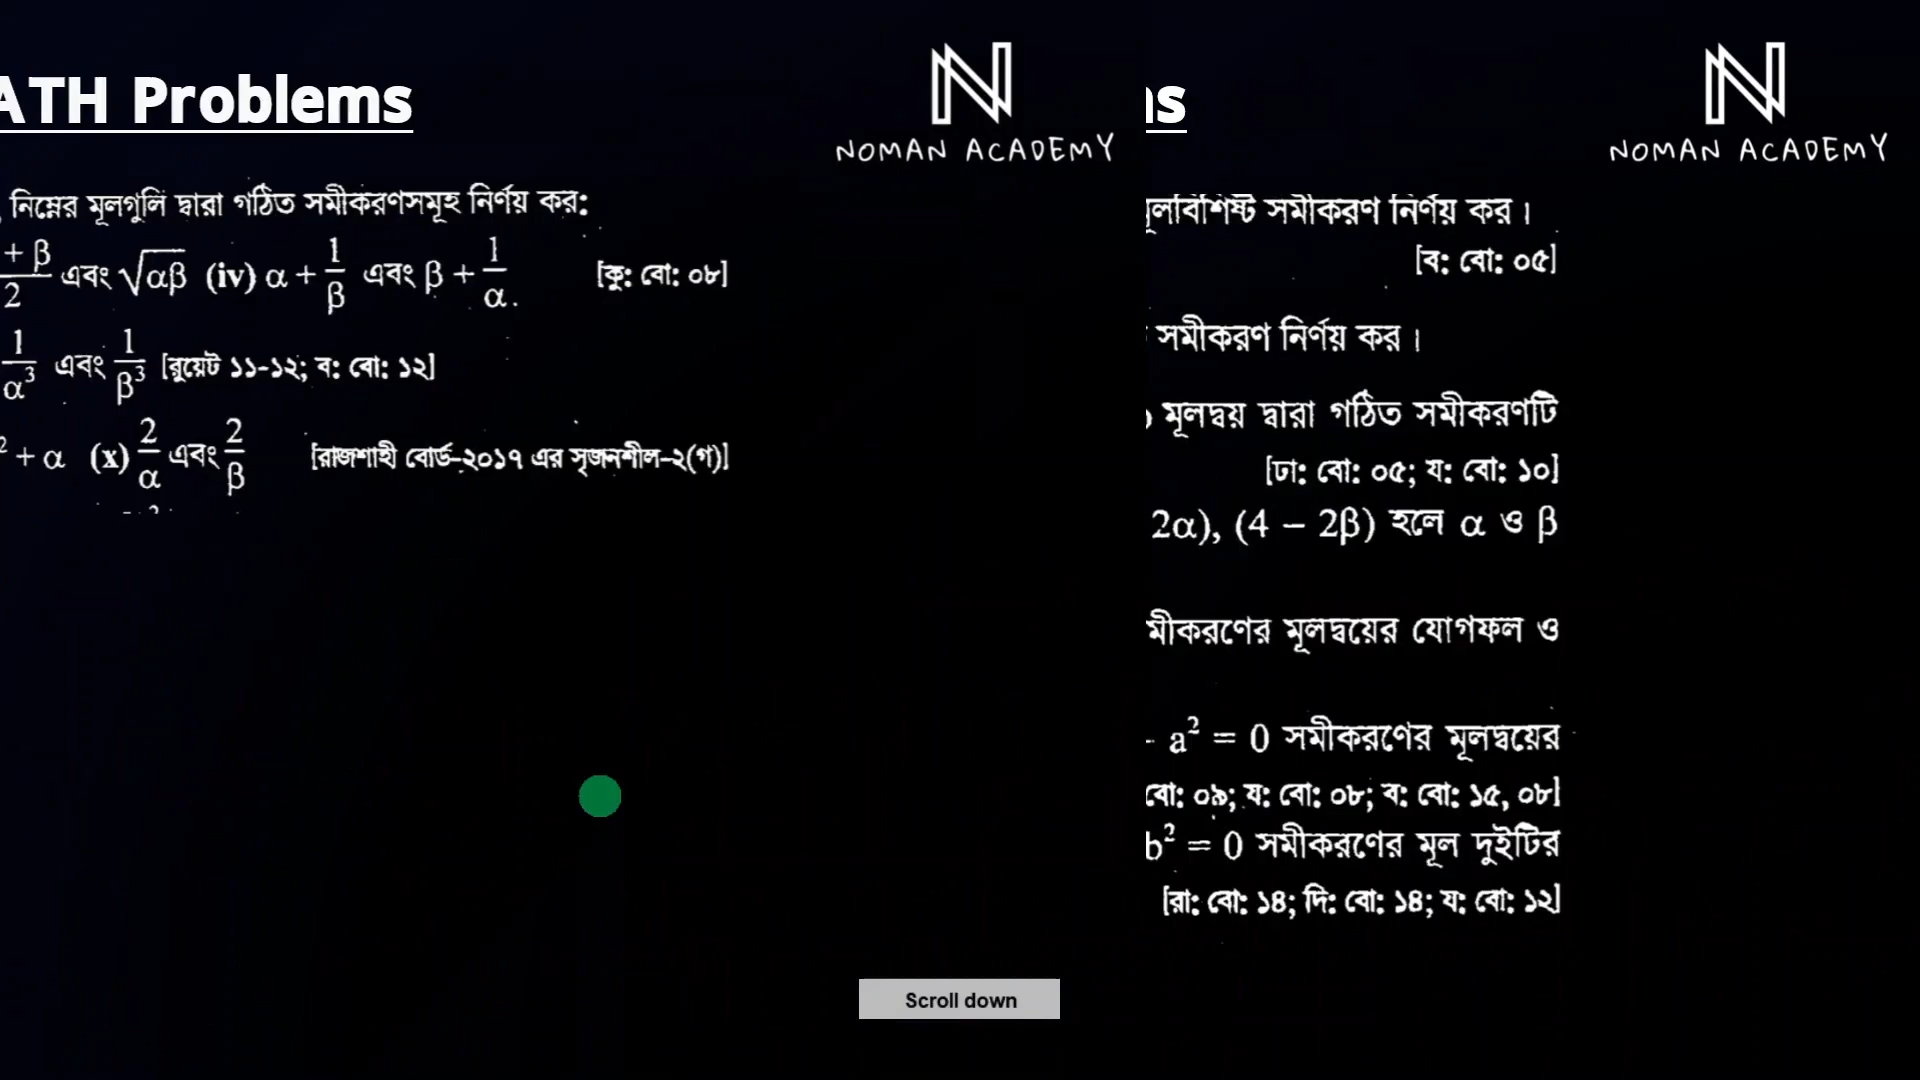 ATH Problems
NOMAN ACADEMY
নিম্নের মূলগুলি দ্বারা গঠিত সমীকরণসমূহ নির্ণয় কর:
+ β / 2 এবং √αβ (iv) α + 1/β এবং β + 1/α. [কু: বো: ০৮]
1/α³ এবং 1/β³ [রুয়েট ১১-১২; ব: বো: ১২]
² + α (x) 2/α এবং 2/β [রাজশাহী বোর্ড-২০১৭ এর সৃজনশীল-২(গ)]
ms
NOMAN ACADEMY
মূলবিশিষ্ট সমীকরণ নির্ণয় কর।
[ব: বো: ০৫]
সমীকরণ নির্ণয় কর।
মূলদ্বয় দ্বারা গঠিত সমীকরণটি
[ঢা: বো: ০৫; য: বো: ১০]
2α), (4 – 2β) হলে α ও β
মীকরণের মূলদ্বয়ের যোগফল ও
- a² = 0 সমীকরণের মূলদ্বয়ের
বো: ০৯; য: বো: ০৮; ব: বো: ১৫, ০৮]
b² = 0 সমীকরণের মূল দুইটির
[রা: বো: ১৪; দি: বো: ১৪; য: বো: ১২]
Scroll down